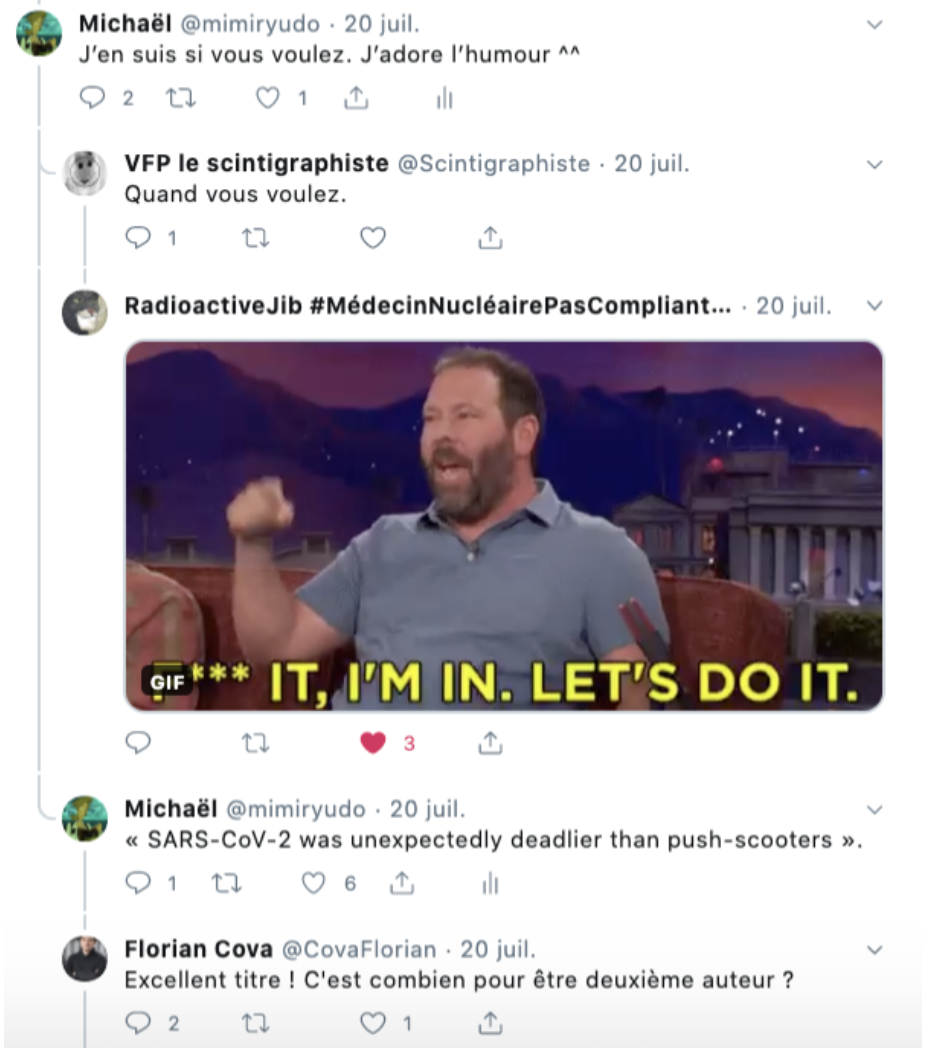 Michaël @mimiryudo · 20 juil.
J’en suis si vous voulez. J’adore l’humour ^^
2 1
VFP le scintigraphiste @Scintigraphiste · 20 juil.
Quand vous voulez.
1
RadioactiveJib #MédecinNucléairePasCompliant... · 20 juil.
GIF
F*** IT, I'M IN. LET'S DO IT.
3
Michaël @mimiryudo · 20 juil.
« SARS-CoV-2 was unexpectedly deadlier than push-scooters ».
1 6
Florian Cova @CovaFlorian · 20 juil.
Excellent titre ! C'est combien pour être deuxième auteur ?
2 1